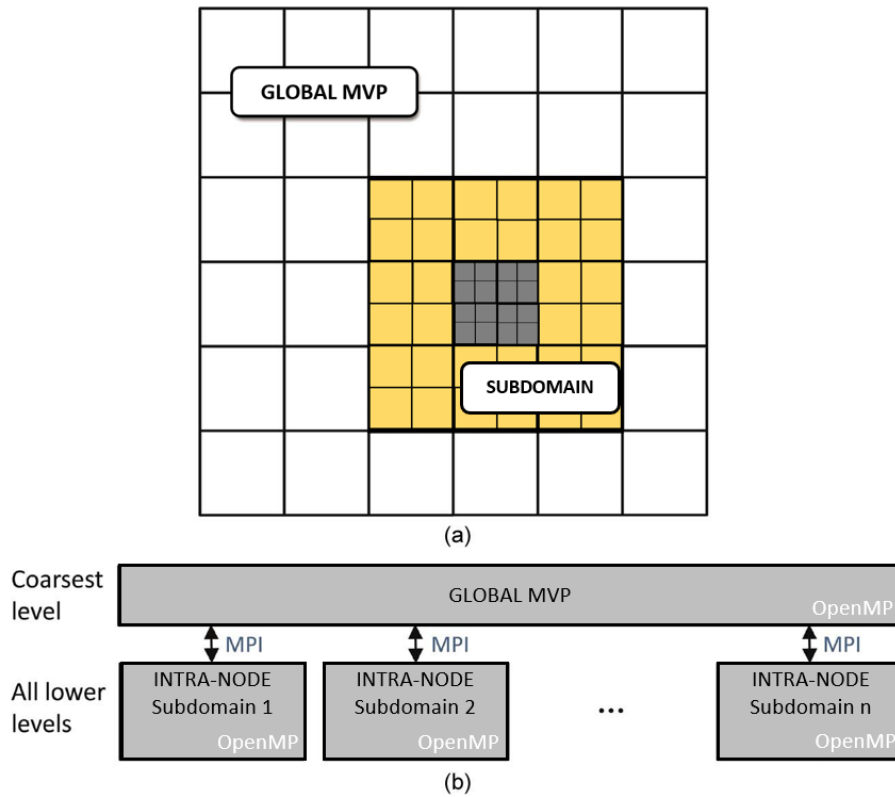 GLOBAL MVP
SUBDOMAIN
(a)
Coarsest
level
GLOBAL MVP
OpenMP
MPI
MPI
MPI
All lower
levels
INTRA-NODE
Subdomain 1
OpenMP
INTRA-NODE
Subdomain 2
OpenMP
...
INTRA-NODE
Subdomain n
OpenMP
(b)